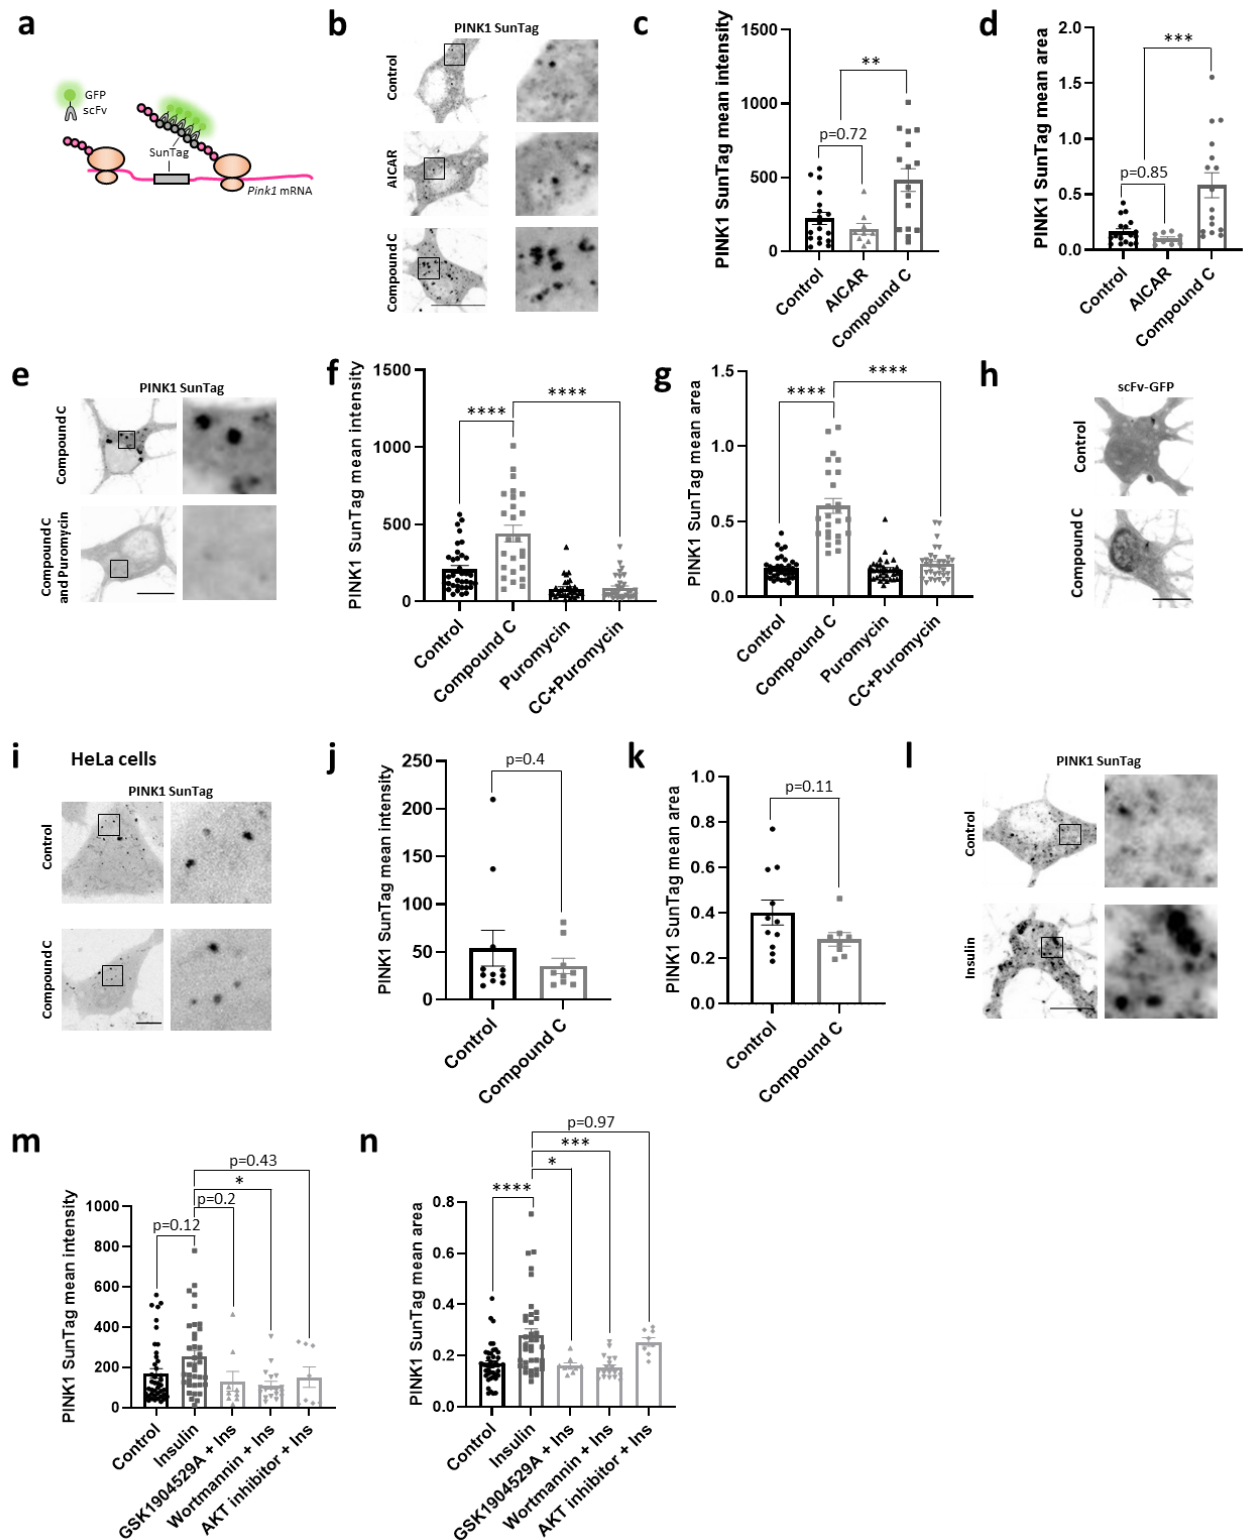 a
GFP
scFv
SunTag
Pink1 mRNA
b
PINK1 SunTag
Control
AICAR
Compound C
c
PINK1 SunTag mean intensity
1500
1000
500
0
**
p=0.72
Control
AICAR
Compound C
d
PINK1 SunTag mean area
2.0
1.5
1.0
0.5
0.0
***
p=0.85
Control
AICAR
Compound C
e
PINK1 SunTag
Compound C
Compound C
and Puromycin
f
PINK1 SunTag mean intensity
1500
1000
500
0
****
****
Control
Compound C
Puromycin
CC+Puromycin
g
PINK1 SunTag mean area
1.5
1.0
0.5
0.0
****
****
Control
Compound C
Puromycin
CC+Puromycin
h
scFv-GFP
Control
Compound C
i
HeLa cells
PINK1 SunTag
Control
Compound C
j
PINK1 SunTag mean intensity
250
200
150
100
50
0
p=0.4
Control
Compound C
k
PINK1 SunTag mean area
1.0
0.8
0.6
0.4
0.2
0.0
p=0.11
Control
Compound C
l
PINK1 SunTag
Control
Insulin
m
PINK1 SunTag mean intensity
1000
800
600
400
200
0
p=0.43
*
p=0.2
p=0.12
Control
Insulin
GSK1904529A + Ins
Wortmannin + Ins
AKT inhibitor + Ins
n
PINK1 SunTag mean area
0.8
0.6
0.4
0.2
0.0
p=0.97
***
*
****
Control
Insulin
GSK1904529A + Ins
Wortmannin + Ins
AKT inhibitor + Ins